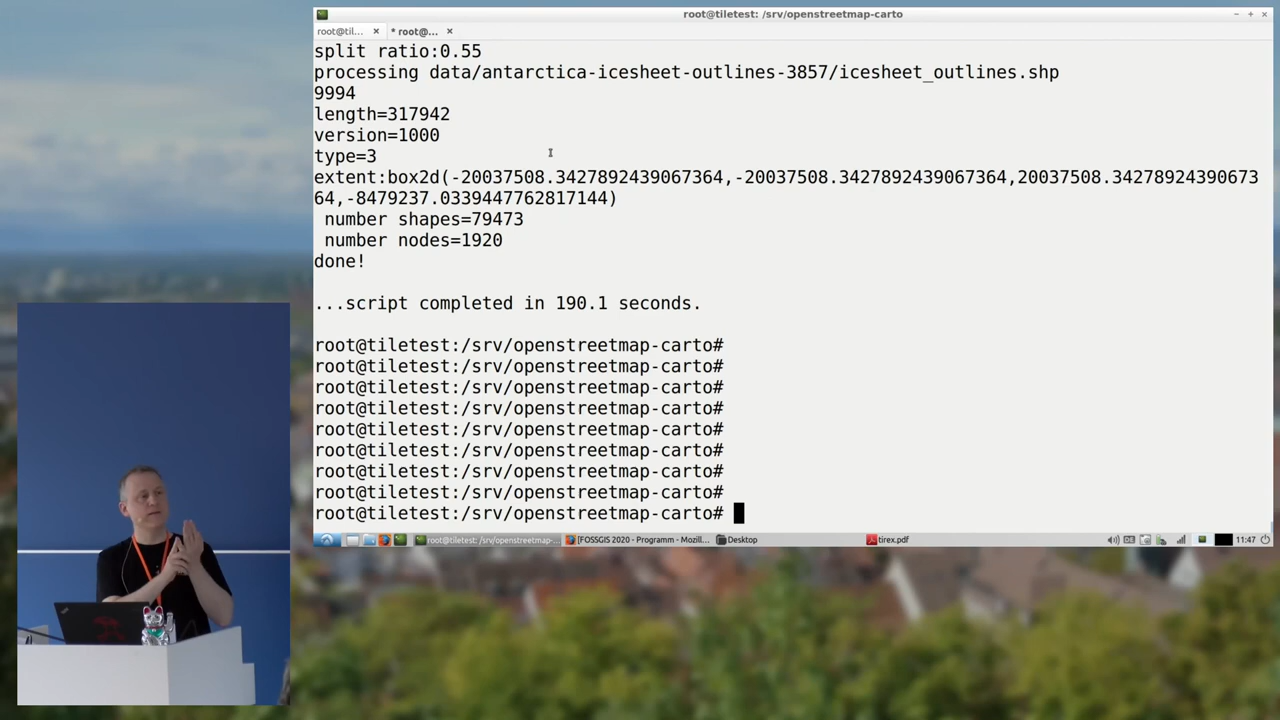 root@tiletest: /srv/openstreetmap-carto
root@til...
* root@...
split ratio:0.55
processing data/antarctica-icesheet-outlines-3857/icesheet_outlines.shp
9994
length=317942
version=1000
type=3
extent:box2d(-20037508.3427892439067364,-20037508.3427892439067364,20037508.34278924390673
64,-8479237.0339447762817144)
number shapes=79473
number nodes=1920
done!
...script completed in 190.1 seconds.
root@tiletest:/srv/openstreetmap-carto#
root@tiletest:/srv/openstreetmap-carto#
root@tiletest:/srv/openstreetmap-carto#
root@tiletest:/srv/openstreetmap-carto#
root@tiletest:/srv/openstreetmap-carto#
root@tiletest:/srv/openstreetmap-carto#
root@tiletest:/srv/openstreetmap-carto#
root@tiletest:/srv/openstreetmap-carto#
root@tiletest:/srv/openstreetmap-carto#
root@tiletest: /srv/openstreetmap-...
[FOSSGIS 2020 - Programm - Mozill...
Desktop
tirex.pdf
DE
11:47